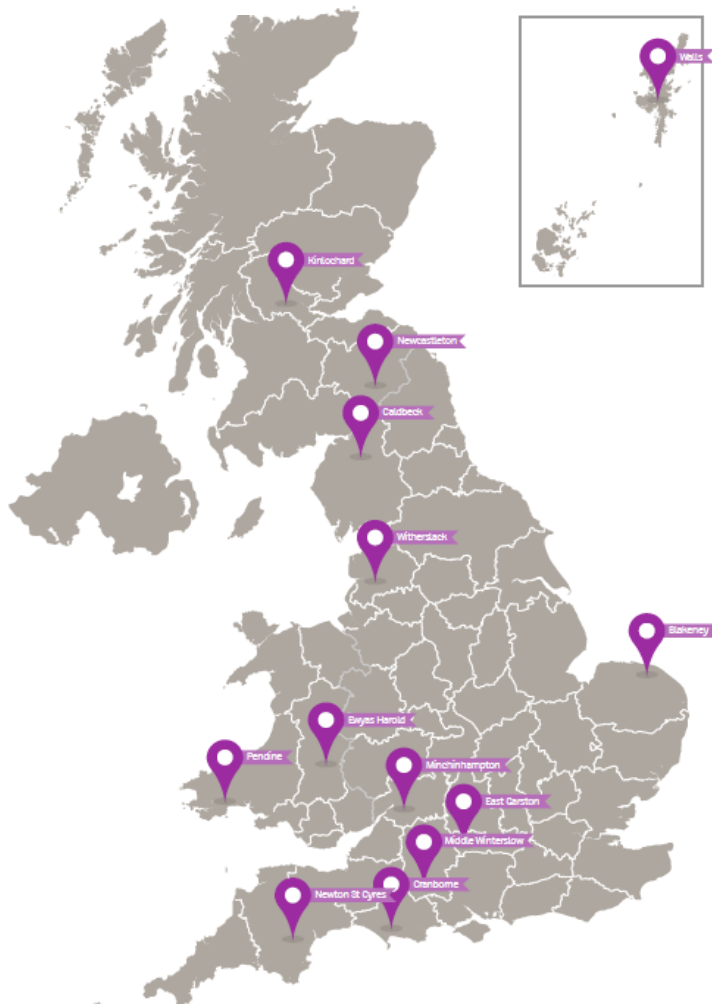 Walls
Kinlochard
Newcastleton
Caldbeck
Witherslack
Blakeney
Ewyas Harold
Pendine
Minchinhampton
East Garston
Middle Winterslow
Cranborne
Newton St Cyres